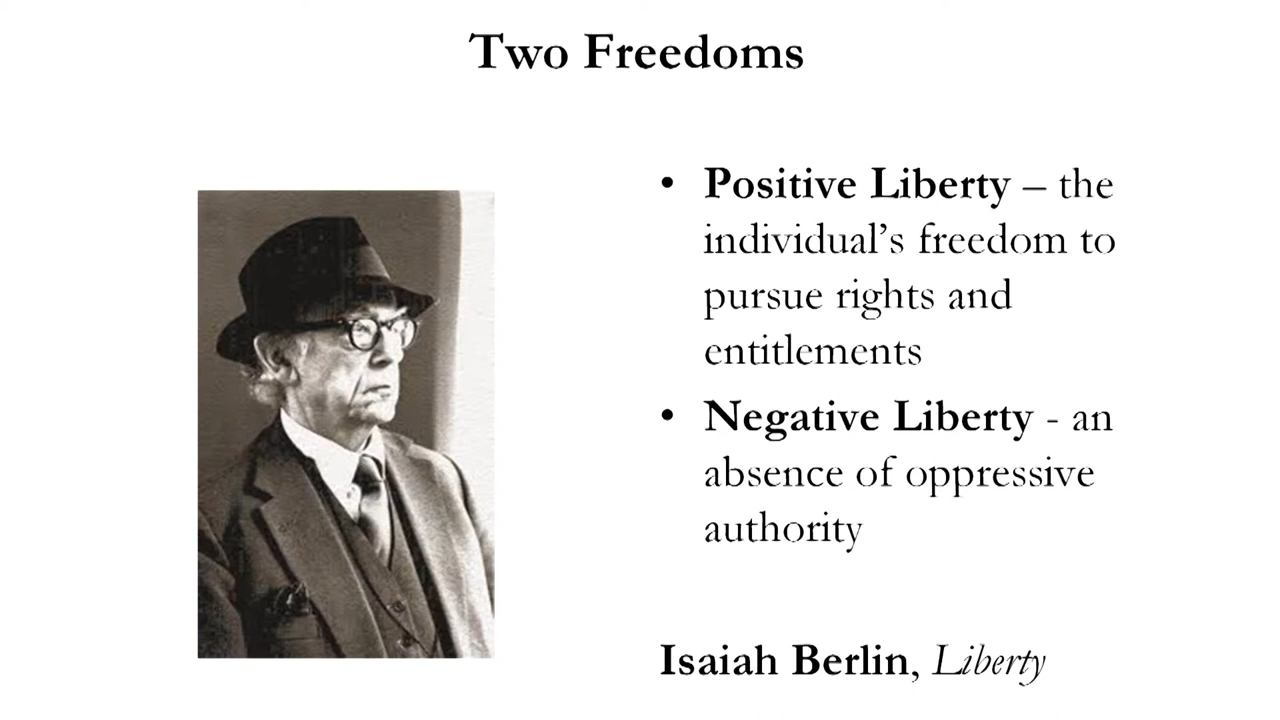 Two Freedoms
• Positive Liberty – the
individual’s freedom to
pursue rights and
entitlements
• Negative Liberty - an
absence of oppressive
authority
Isaiah Berlin, Liberty